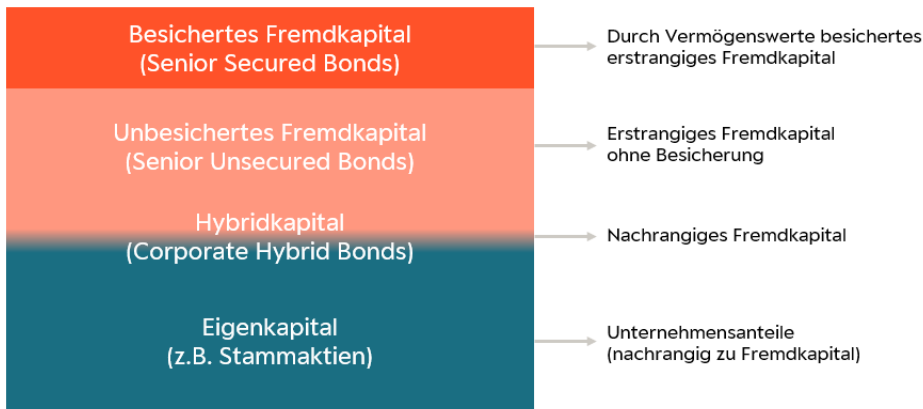 Besichertes Fremdkapital
(Senior Secured Bonds)
Durch Vermögenswerte besichertes
erstrangiges Fremdkapital
Unbesichertes Fremdkapital
(Senior Unsecured Bonds)
Erstrangiges Fremdkapital
ohne Besicherung
Hybridkapital
(Corporate Hybrid Bonds)
Nachrangiges Fremdkapital
Eigenkapital
(z.B. Stammaktien)
Unternehmensanteile
(nachrangig zu Fremdkapital)